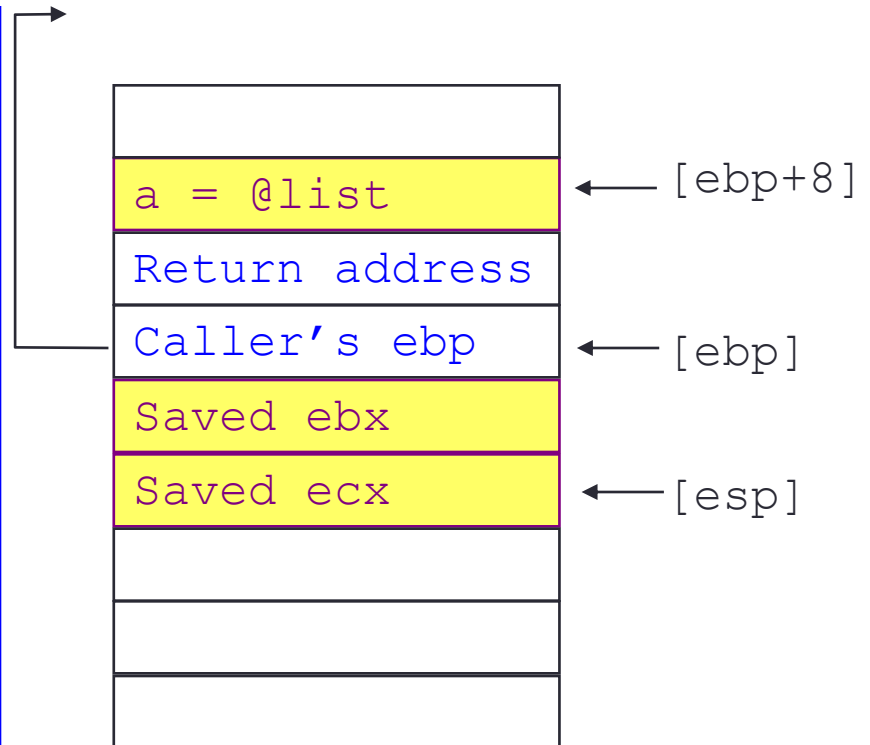 a = @list
[ebp+8]
Return address
Caller’s ebp
[ebp]
Saved ebx
Saved ecx
[esp]